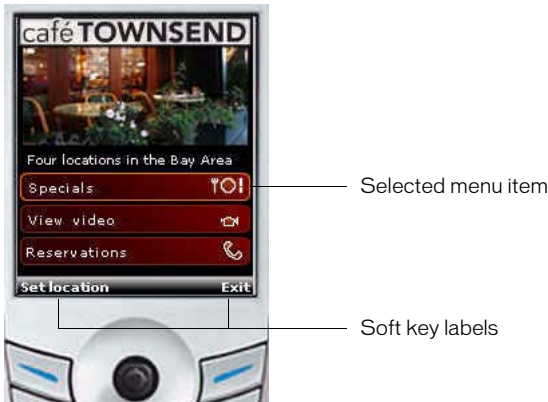 café TOWNSEND
Four locations in the Bay Area
Specials
Selected menu item
View video
Reservations
Set location Exit
Soft key labels